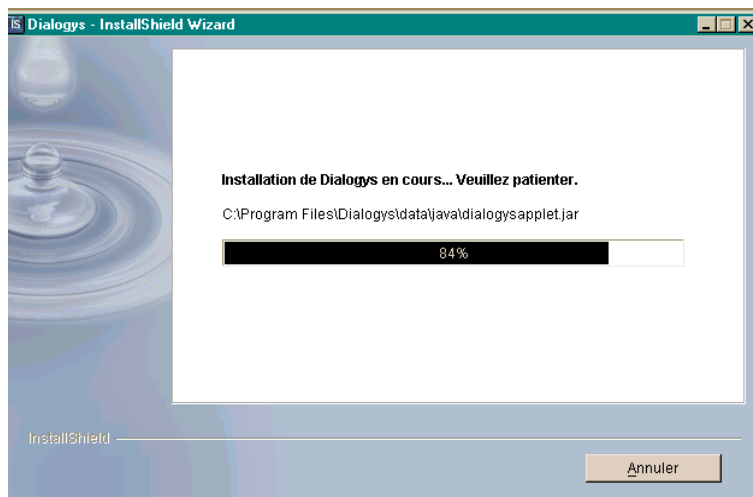 IS Dialogys - InstallShield Wizard
Installation de Dialogys en cours... Veuillez patienter.
C:\Program Files\Dialogys\data\java\dialogysapplet.jar
84%
InstallShield
Annuler